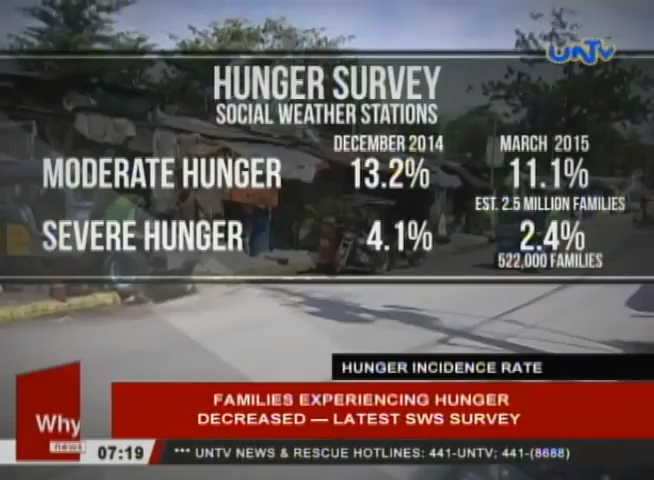 UNTV
HUNGER SURVEY
SOCIAL WEATHER STATIONS
DECEMBER 2014 MARCH 2015
MODERATE HUNGER 13.2% 11.1%
EST. 2.5 MILLION FAMILIES
SEVERE HUNGER 4.1% 2.4%
522,000 FAMILIES
HUNGER INCIDENCE RATE
FAMILIES EXPERIENCING HUNGER
DECREASED — LATEST SWS SURVEY
Why
news
07:19 *** UNTV NEWS & RESCUE HOTLINES: 441-UNTV; 441-(8688)